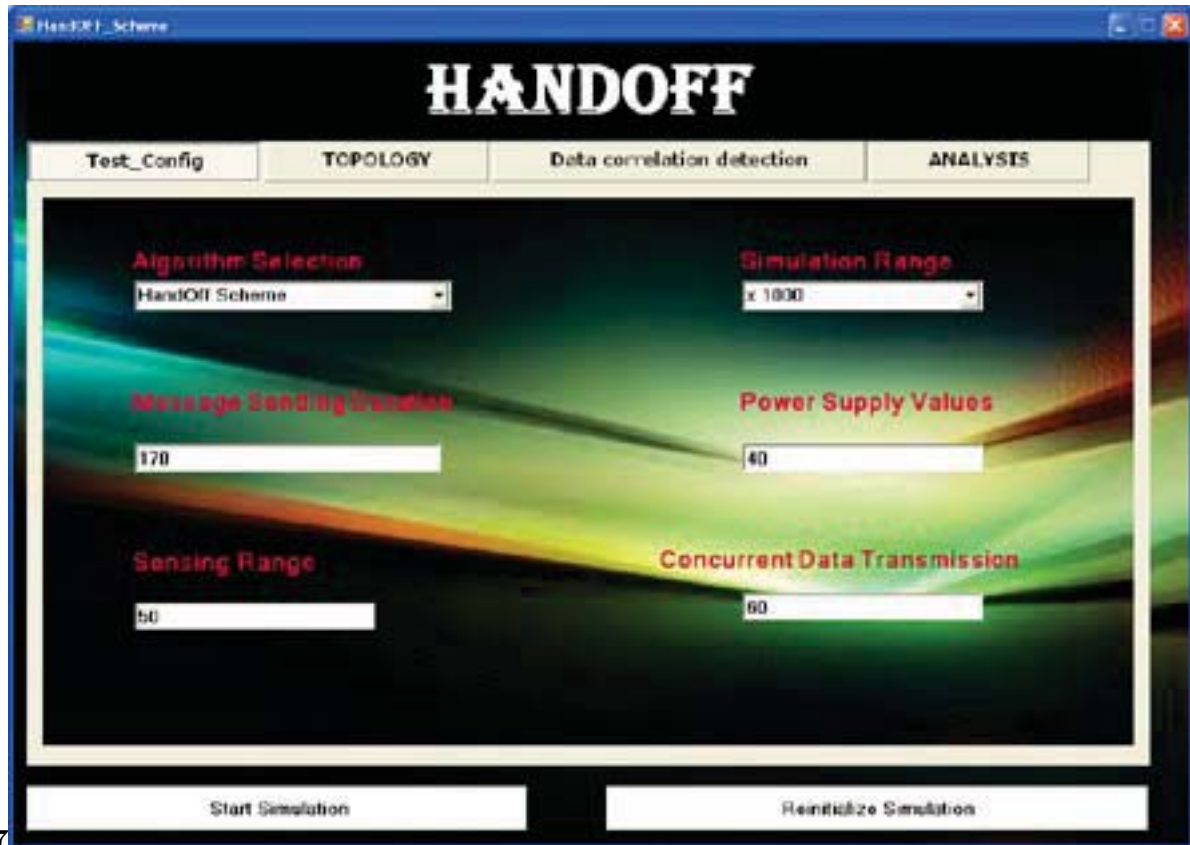 HandOFF_Scheme
HANDOFF
Test_Config TOPOLOGY Data correlation detection ANALYSIS
Algorithm Selection Simulation Range
HandOff Scheme x 1000
Message Sending Duration Power Supply Values
170 40
Sensing Range Concurrent Data Transmission
50 60
Start Simulation Reinitialize Simulation
7